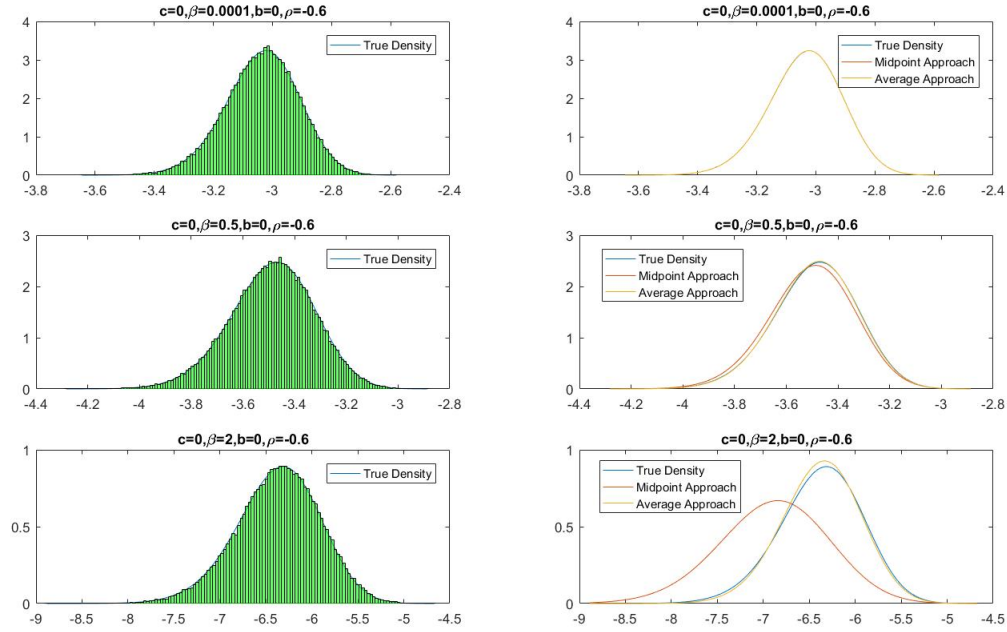 c=0,β=0.0001,b=0,ρ=-0.6
4
3
2
1
0
True Density
-3.8 -3.6 -3.4 -3.2 -3 -2.8 -2.6 -2.4
c=0,β=0.0001,b=0,ρ=-0.6
4
3
2
1
0
True Density
Midpoint Approach
Average Approach
-3.8 -3.6 -3.4 -3.2 -3 -2.8 -2.6 -2.4
c=0,β=0.5,b=0,ρ=-0.6
3
2
1
0
True Density
-4.4 -4.2 -4 -3.8 -3.6 -3.4 -3.2 -3 -2.8
c=0,β=0.5,b=0,ρ=-0.6
3
2
1
0
True Density
Midpoint Approach
Average Approach
-4.4 -4.2 -4 -3.8 -3.6 -3.4 -3.2 -3 -2.8
c=0,β=2,b=0,ρ=-0.6
1
0.5
0
True Density
-9 -8.5 -8 -7.5 -7 -6.5 -6 -5.5 -5 -4.5
c=0,β=2,b=0,ρ=-0.6
1
0.5
0
True Density
Midpoint Approach
Average Approach
-9 -8.5 -8 -7.5 -7 -6.5 -6 -5.5 -5 -4.5